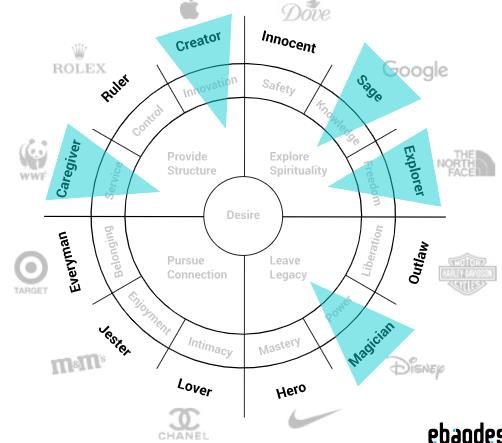 Dove
Creator
Innocent
ROLEX
Ruler
Innovation
Safety
Sage
Google
Control
Knowledge
WWF
Caregiver
Service
Provide
Structure
Explore
Spirituality
Freedom
Explorer
THE
NORTH
FACE
Desire
Everyman
Belonging
Pursue
Connection
Leave
Legacy
Liberation
Outlaw
TARGET
HARLEY-DAVIDSON
Enjoyment
Power
Jester
Intimacy
Mastery
Magician
m&m's
Disney
Lover
Hero
CHANEL
ebaqdes